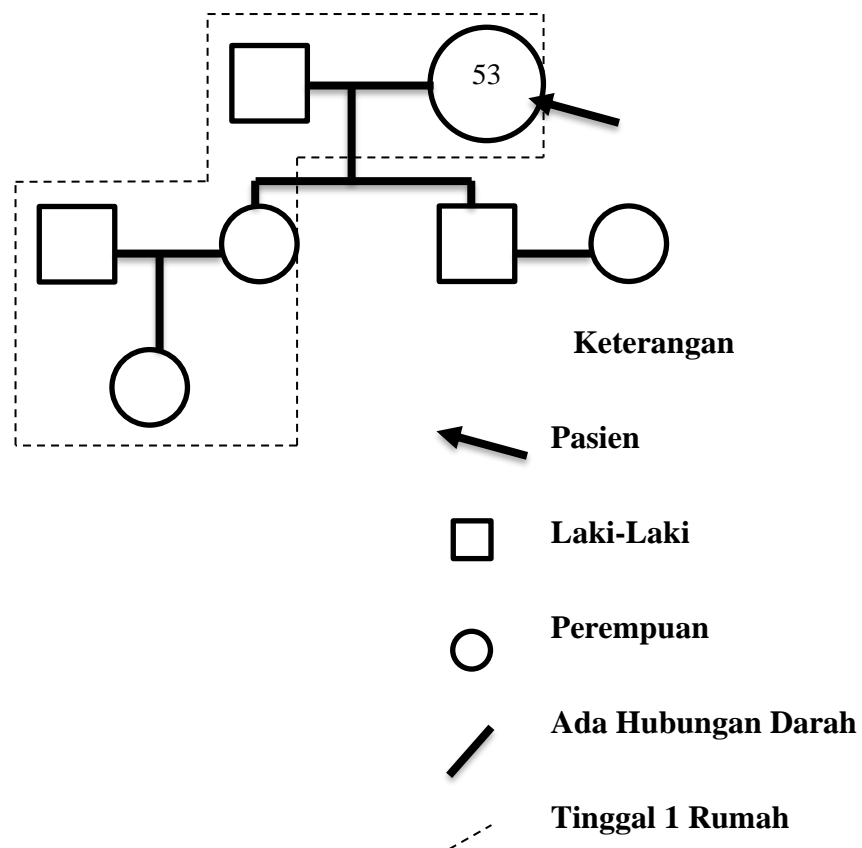 53
Keterangan
Pasien
Laki-Laki
Perempuan
Ada Hubungan Darah
Tinggal 1 Rumah